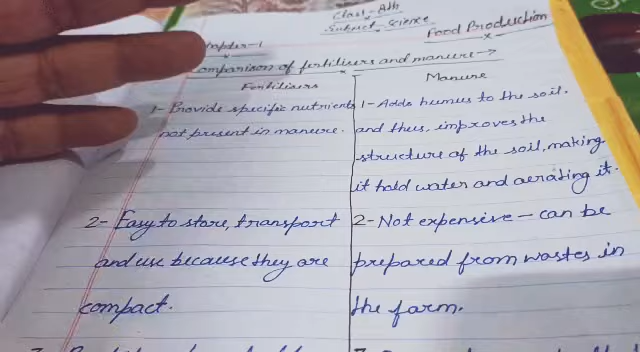 Class-8th
Subject-Science
Food Production
Chapter-1
Comparison of fertilisers and manure→
Fertilisers
1- Provide specific nutrients
not present in manure.
2- Easy to store, transport
and use because they are
compact.
Manure
1- Adds humus to the soil.
and thus, improves the
structure of the soil, making
it hold water and aerating it.
2- Not expensive - can be
prepared from wastes in
the farm.